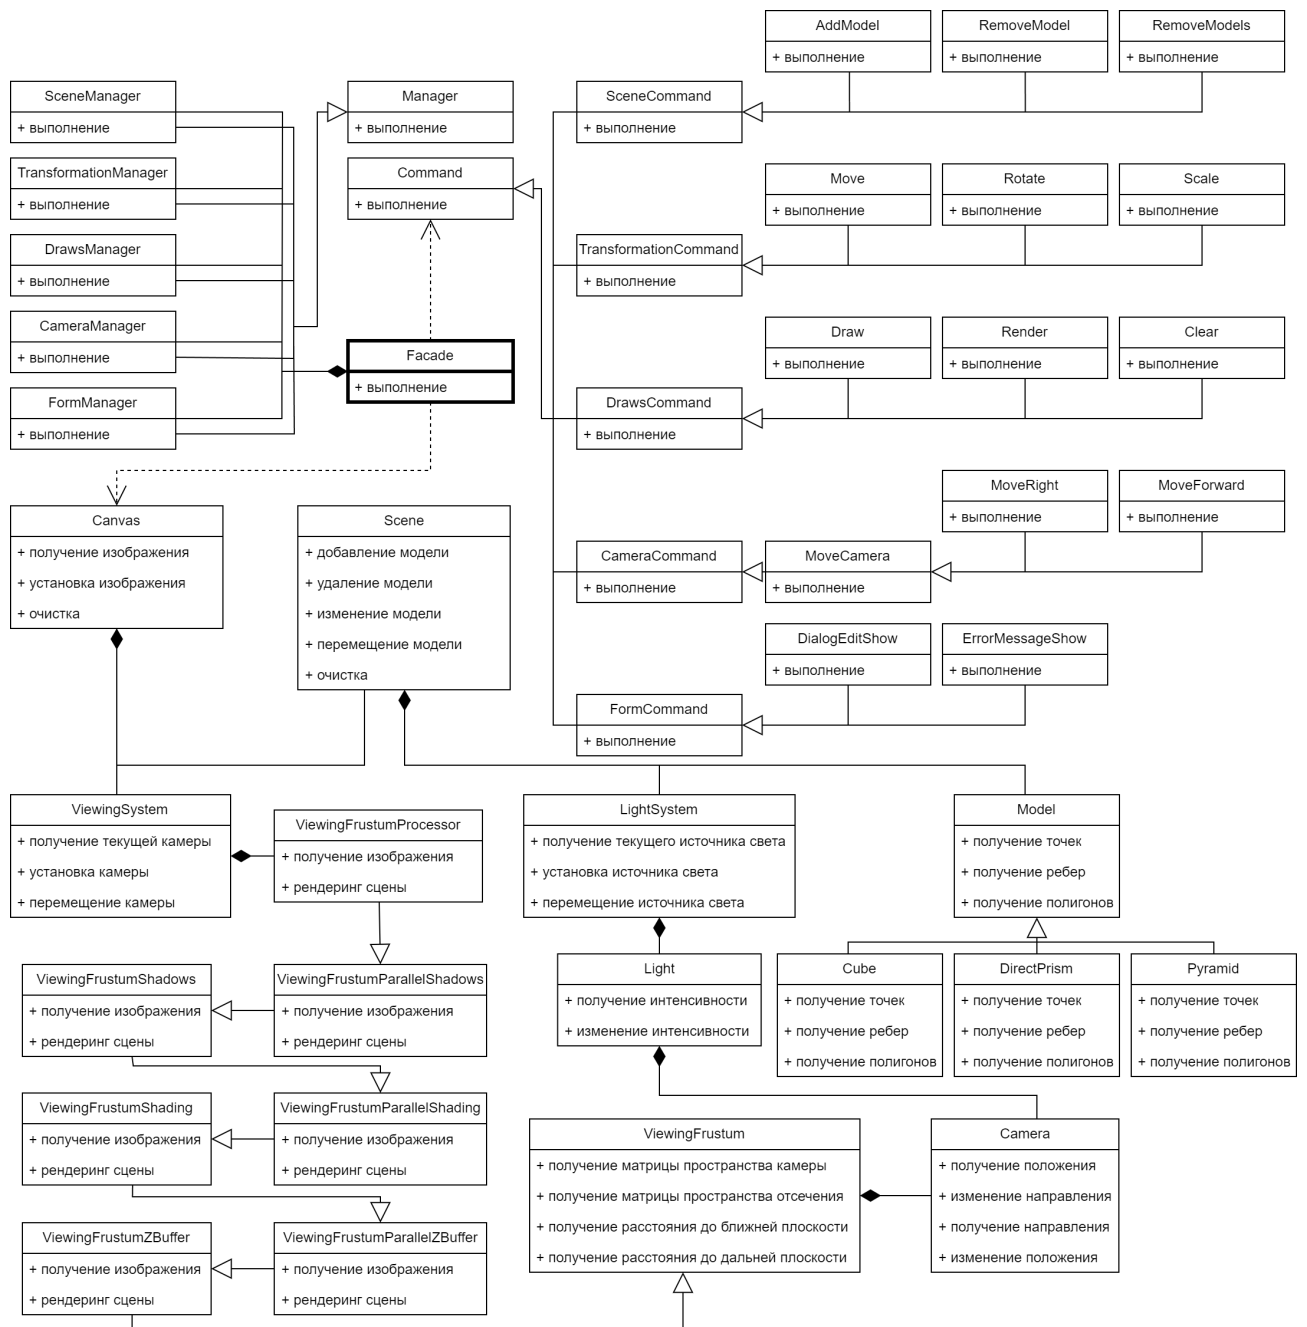 AddModel
+ выполнение
RemoveModel
+ выполнение
RemoveModels
+ выполнение
SceneManager
+ выполнение
Manager
+ выполнение
SceneCommand
+ выполнение
TransformationManager
+ выполнение
Command
+ выполнение
Move
+ выполнение
Rotate
+ выполнение
Scale
+ выполнение
DrawsManager
+ выполнение
TransformationCommand
+ выполнение
CameraManager
+ выполнение
Facade
+ выполнение
Draw
+ выполнение
Render
+ выполнение
Clear
+ выполнение
FormManager
+ выполнение
DrawsCommand
+ выполнение
MoveRight
+ выполнение
MoveForward
+ выполнение
Canvas
+ получение изображения
+ установка изображения
+ очистка
Scene
+ добавление модели
+ удаление модели
+ изменение модели
+ перемещение модели
+ очистка
CameraCommand
+ выполнение
MoveCamera
+ выполнение
DialogEditShow
+ выполнение
ErrorMessageShow
+ выполнение
FormCommand
+ выполнение
ViewingSystem
+ получение текущей камеры
+ установка камеры
+ перемещение камеры
ViewingFrustumProcessor
+ получение изображения
+ рендеринг сцены
LightSystem
+ получение текущего источника света
+ установка источника света
+ перемещение источника света
Model
+ получение точек
+ получение ребер
+ получение полигонов
ViewingFrustumShadows
+ получение изображения
+ рендеринг сцены
ViewingFrustumParallelShadows
+ получение изображения
+ рендеринг сцены
Light
+ получение интенсивности
+ изменение интенсивности
Cube
+ получение точек
+ получение ребер
+ получение полигонов
DirectPrism
+ получение точек
+ получение ребер
+ получение полигонов
Pyramid
+ получение точек
+ получение ребер
+ получение полигонов
ViewingFrustumShading
+ получение изображения
+ рендеринг сцены
ViewingFrustumParallelShading
+ получение изображения
+ рендеринг сцены
ViewingFrustum
+ получение матрицы пространства камеры
+ получение матрицы пространства отсечения
+ получение расстояния до ближней плоскости
+ получение расстояния до дальней плоскости
Camera
+ получение положения
+ изменение направления
+ получение направления
+ изменение положения
ViewingFrustumZBuffer
+ получение изображения
+ рендеринг сцены
ViewingFrustumParallelZBuffer
+ получение изображения
+ рендеринг сцены